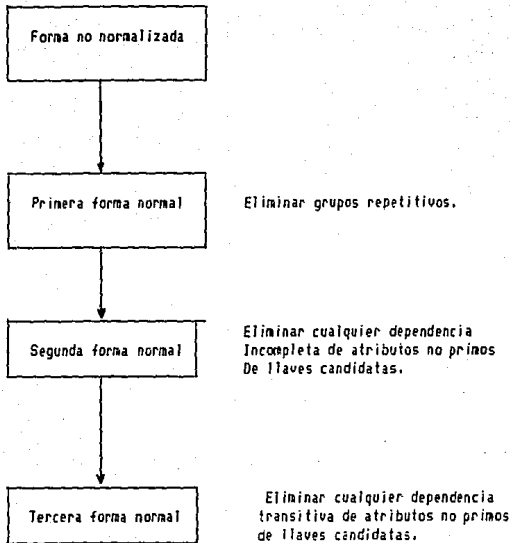 Forma no normalizada
Primera forma normal
Eliminar grupos repetitivos.
Segunda forma normal
Eliminar cualquier dependencia
Incompleta de atributos no primos
De llaves candidatas.
Tercera forma normal
Eliminar cualquier dependencia
transitiva de atributos no primos
de llaves candidatas.